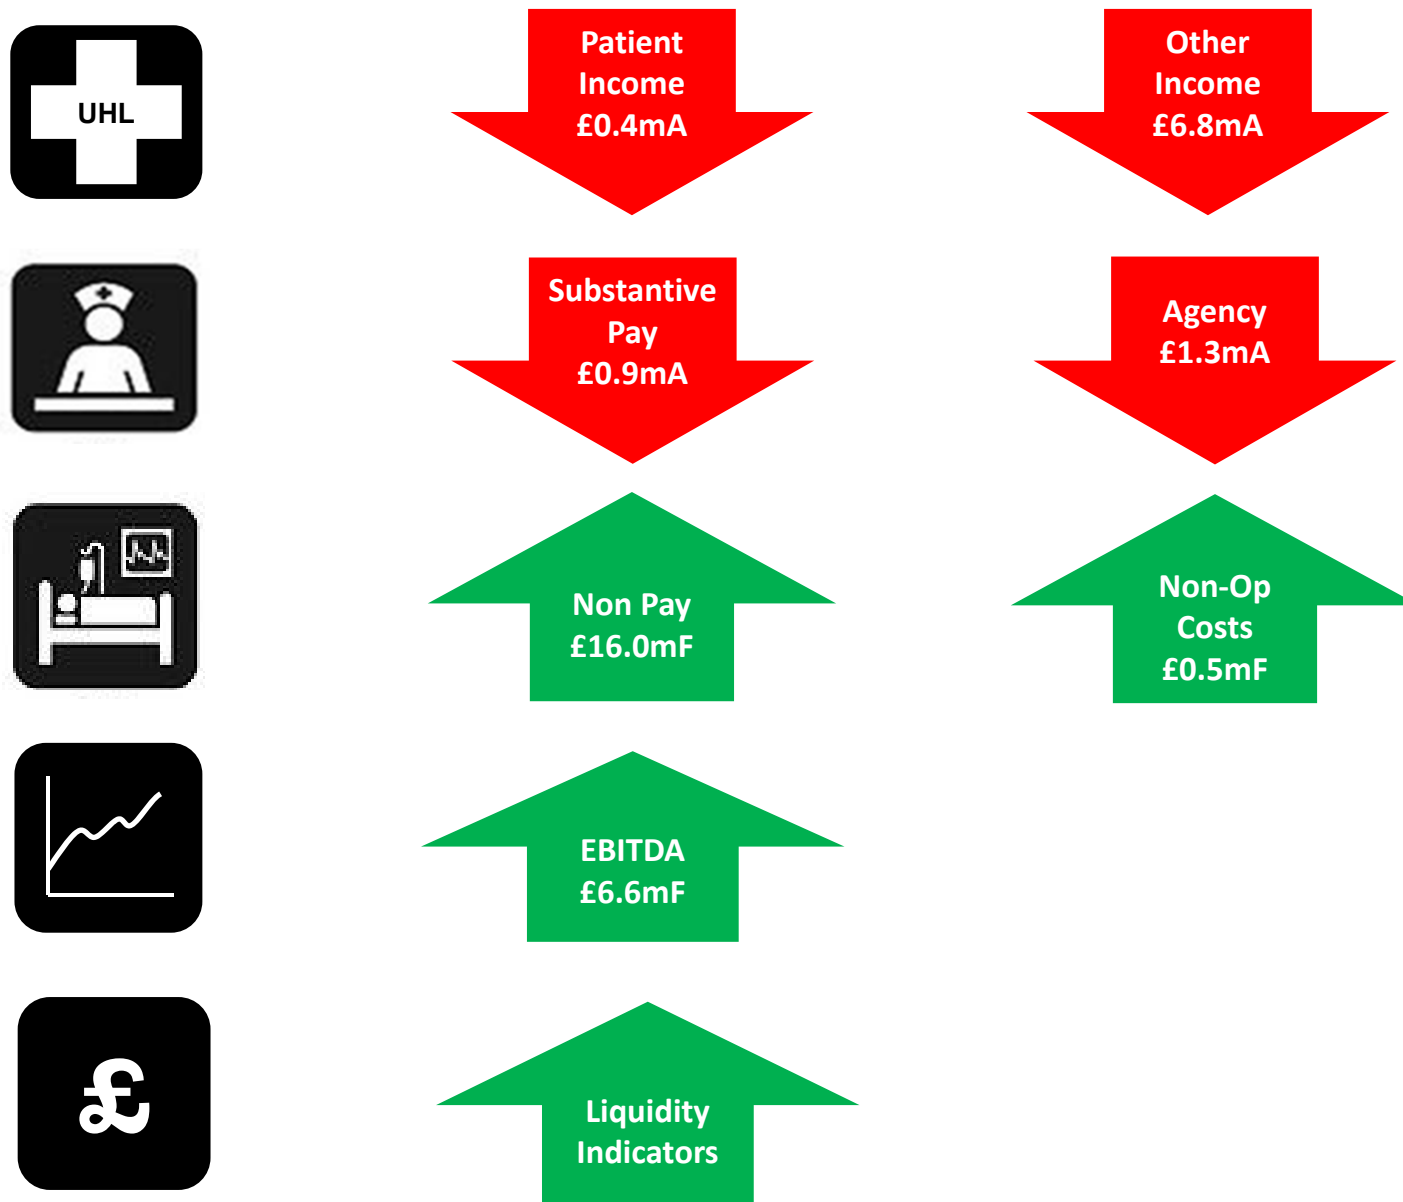 UHL
Patient
Income
£0.4mA
Other
Income
£6.8mA
Substantive
Pay
£0.9mA
Agency
£1.3mA
Non Pay
£16.0mF
Non-Op
Costs
£0.5mF
EBITDA
£6.6mF
£
Liquidity
Indicators